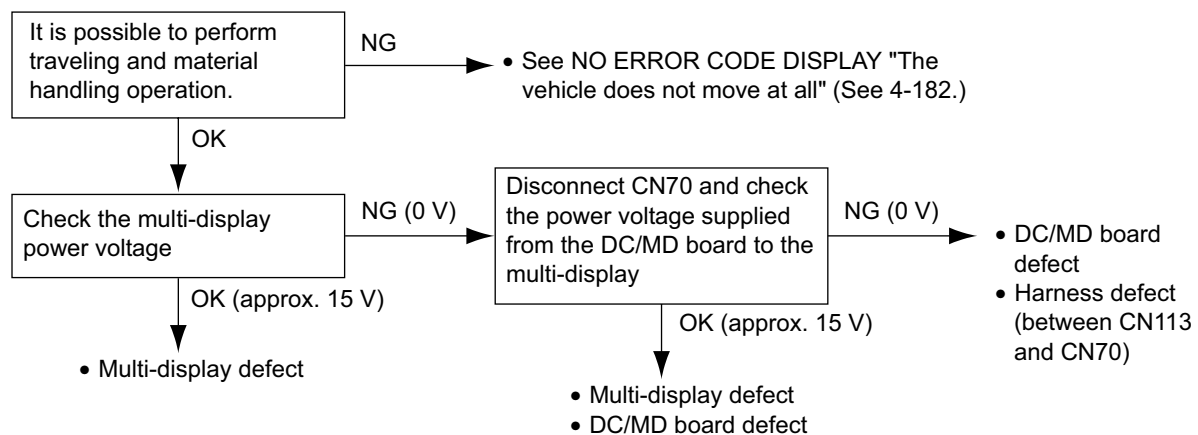 It is possible to perform
traveling and material
handling operation.
NG
• See NO ERROR CODE DISPLAY "The
vehicle does not move at all" (See 4-182.)
OK
Check the multi-display
power voltage
NG (0 V)
Disconnect CN70 and check
the power voltage supplied
from the DC/MD board to the
multi-display
NG (0 V)
• DC/MD board
defect
• Harness defect
(between CN113
and CN70)
OK (approx. 15 V)
• Multi-display defect
OK (approx. 15 V)
• Multi-display defect
• DC/MD board defect